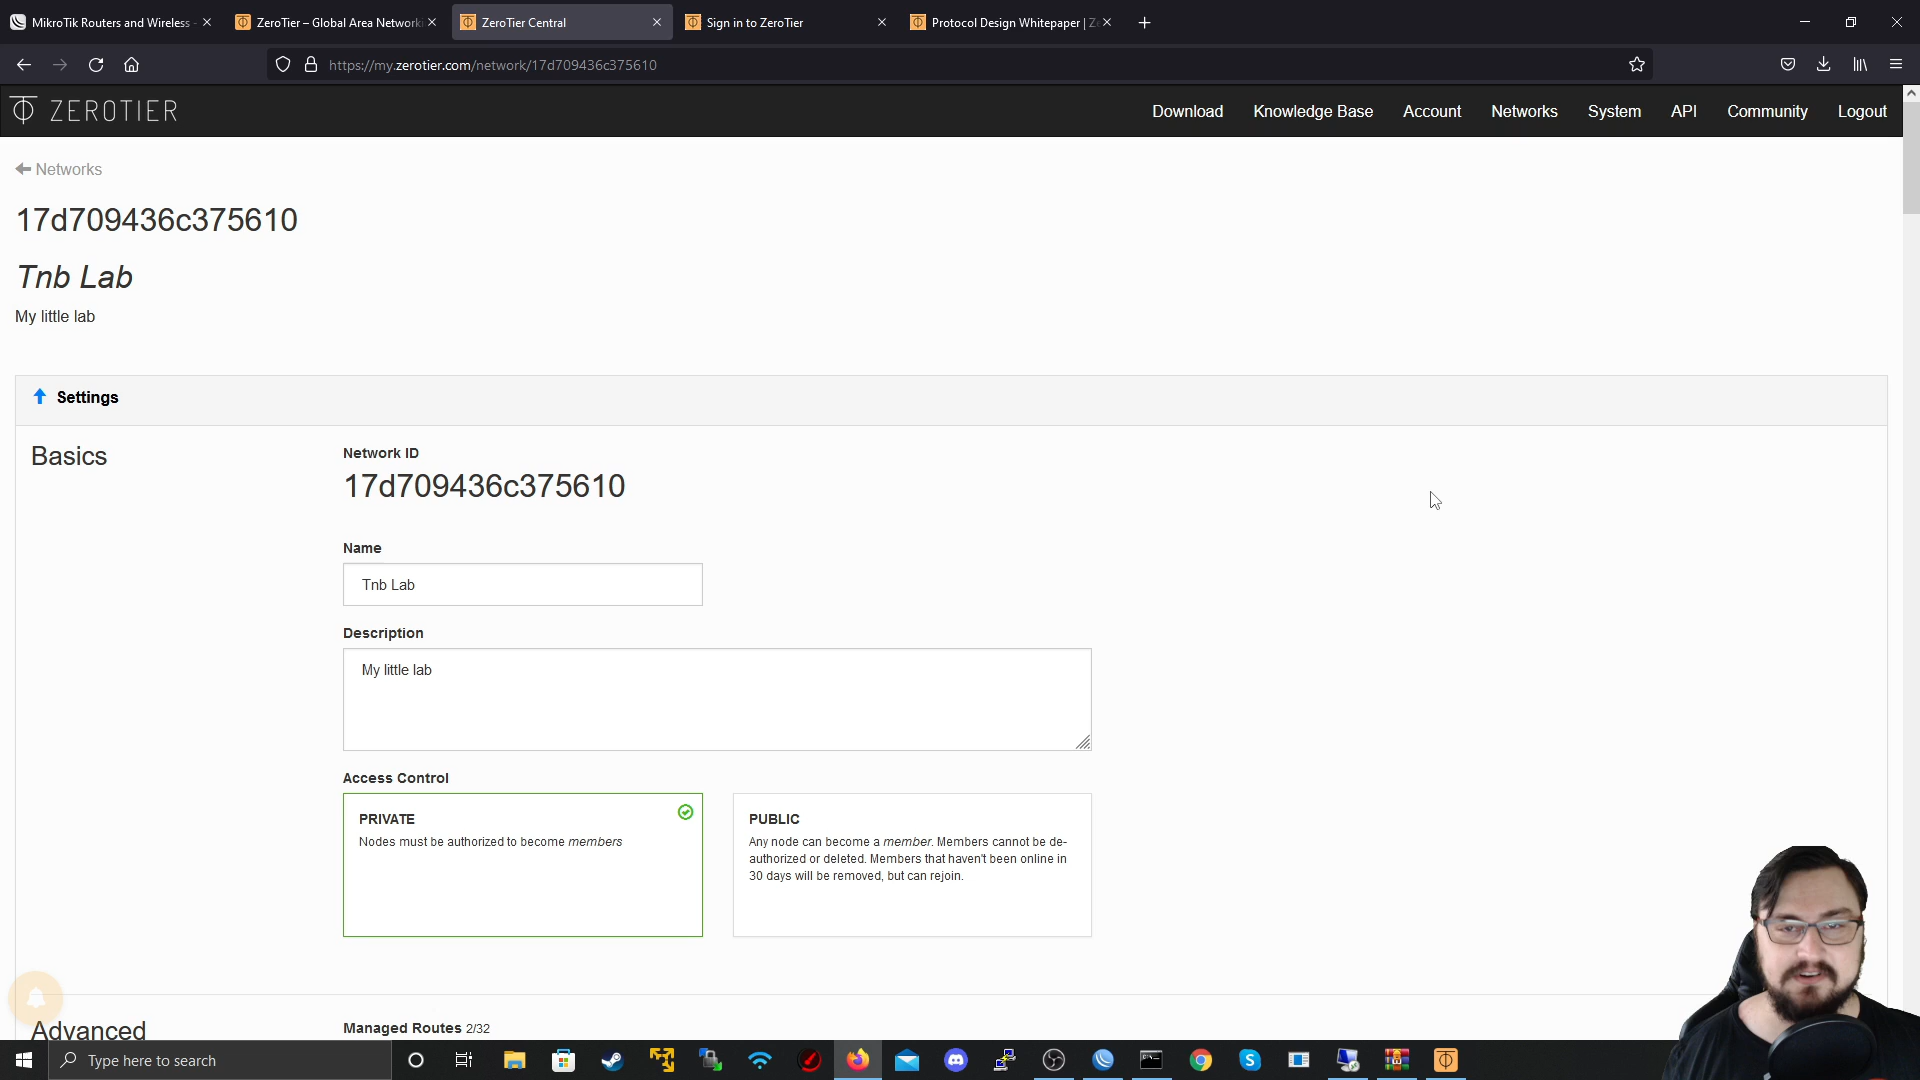 MikroTik Routers and Wireless -
ZeroTier – Global Area Networki
ZeroTier Central
Sign in to ZeroTier
Protocol Design Whitepaper | Ze
https://my.zerotier.com/network/17d709436c375610
ZEROTIER
Download Knowledge Base Account Networks System API Community Logout
Networks
17d709436c375610
Tnb Lab
My little lab
Settings
Basics
Network ID
17d709436c375610
Name
Tnb Lab
Description
My little lab
Access Control
PRIVATE
Nodes must be authorized to become members
PUBLIC
Any node can become a member. Members cannot be de-
authorized or deleted. Members that haven't been online in
30 days will be removed, but can rejoin.
Advanced
Managed Routes 2/32
Type here to search